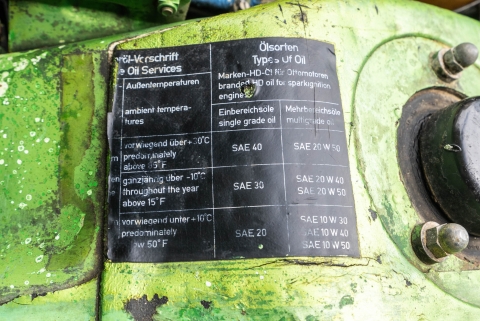 Vorschrift
Oil Services
Außentemperaturen
ambient tempera-
tures
Ölsorten
Types Of Oil
Marken-HD-Öl für Ottomotoren
branded HD oil for sparkignition
engine
Einbereichsöle
single grade oil
Mehrbereichsöle
multigrade oil
vorwiegend über +30°C
predominately
above °F
SAE 40
SAE 20 W 50
ganzjährig über -10°C
throughout the year
above 15°F
SAE 30
SAE 20 W 40
SAE 20 W 50
vorwiegend unter +10°C
predominately
50°F
SAE 20
SAE 10 W 30
SAE 10 W 40
SAE 10 W 50